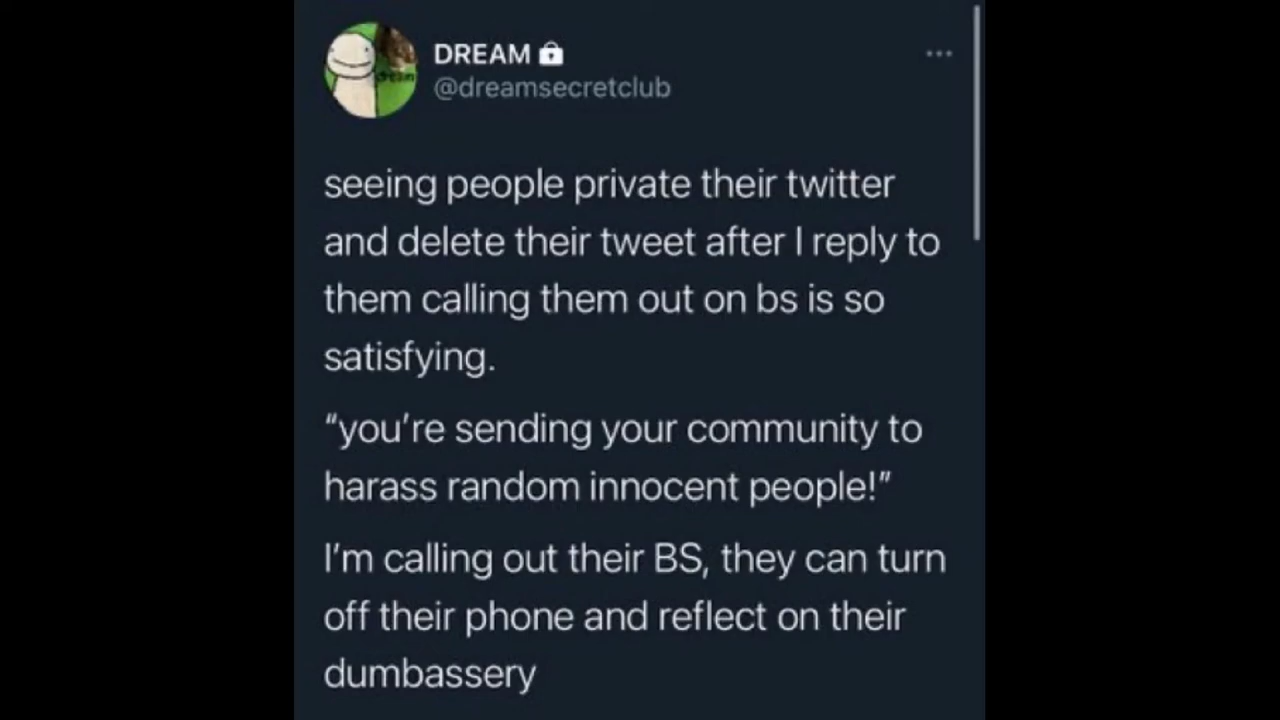 DREAM
@dreamsecretclub
seeing people private their twitter
and delete their tweet after I reply to
them calling them out on bs is so
satisfying.
“you’re sending your community to
harass random innocent people!”
I’m calling out their BS, they can turn
off their phone and reflect on their
dumbassery